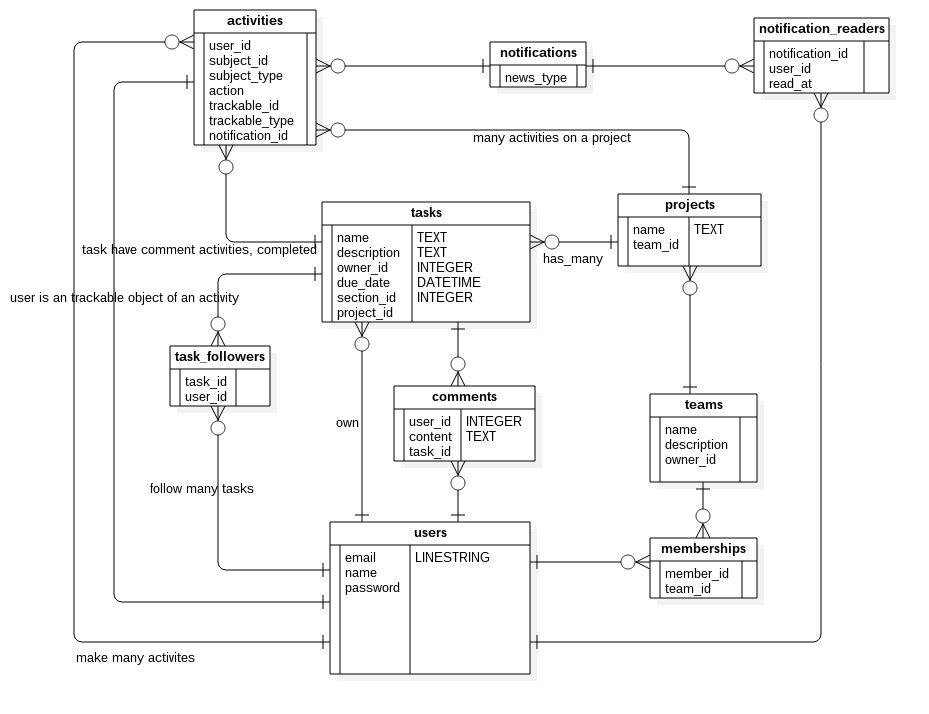 activities
user_id
subject_id
subject_type
action
trackable_id
trackable_type
notification_id
notifications
news_type
notification_readers
notification_id
user_id
read_at
many activities on a project
tasks
name TEXT
description TEXT
owner_id INTEGER
due_date DATETIME
section_id INTEGER
project_id
projects
name TEXT
team_id
task have comment activities, completed
has_many
user is an trackable object of an activity
task_followers
task_id
user_id
comments
user_id INTEGER
content TEXT
task_id
teams
name
description
owner_id
own
follow many tasks
users
email LINESTRING
name
password
memberships
member_id
team_id
make many activites